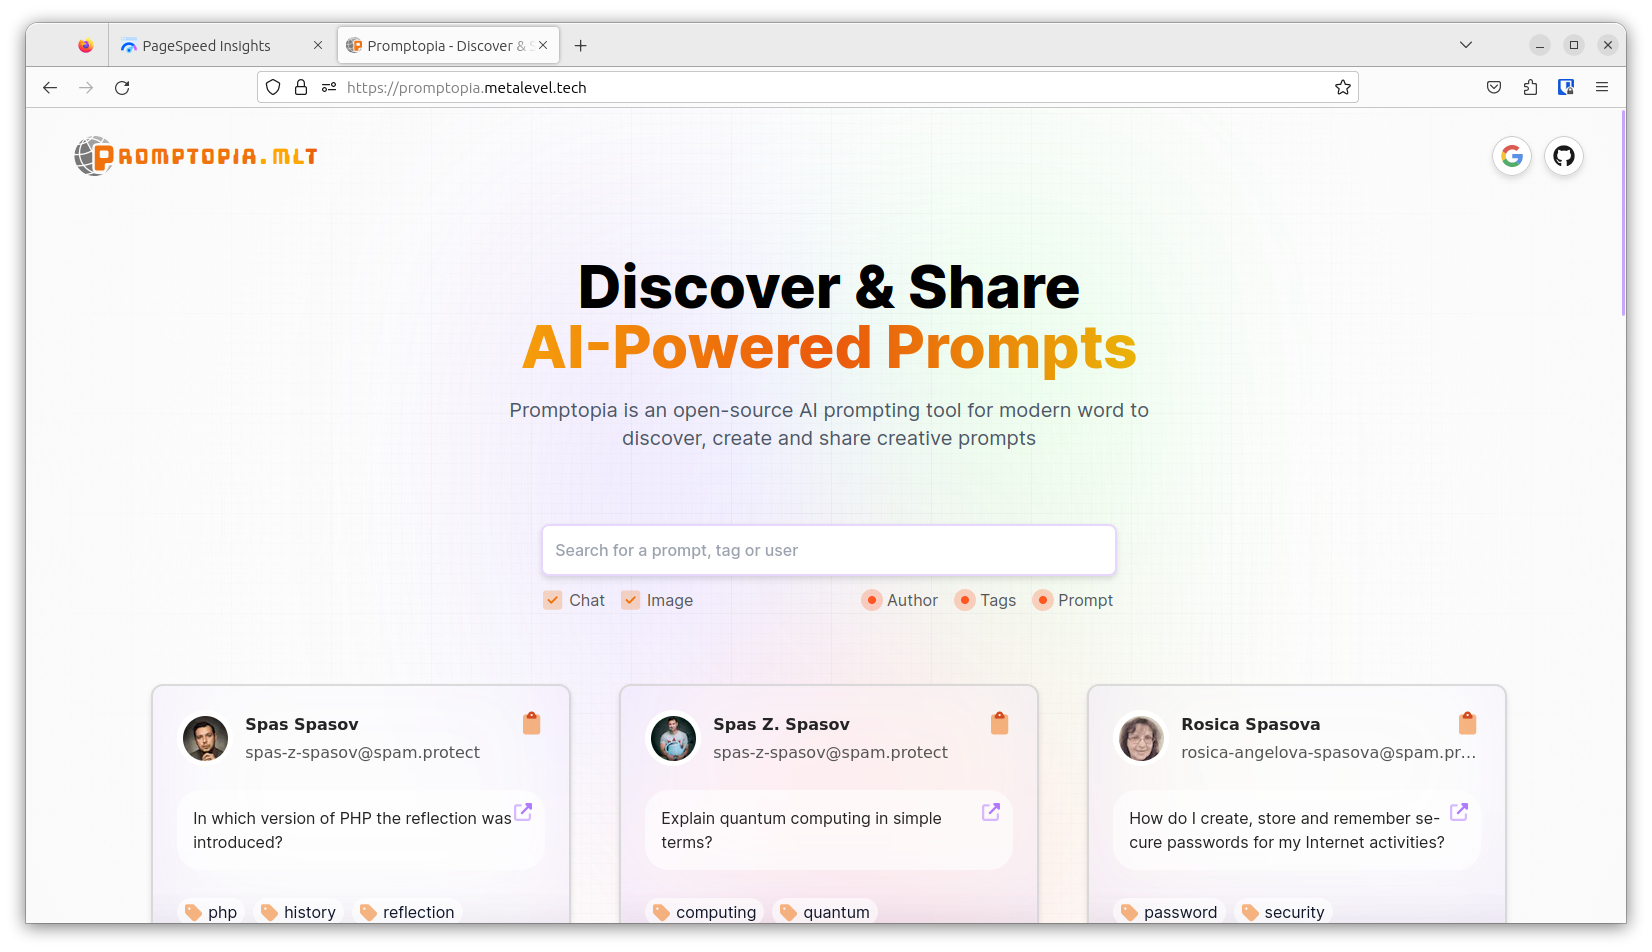 PageSpeed Insights
Promptopia - Discover & S
https://promptopia.metalevel.tech
PROMPTOPIA.MLT
Discover & Share
AI-Powered Prompts
Promptopia is an open-source AI prompting tool for modern word to
discover, create and share creative prompts
Search for a prompt, tag or user
Chat Image Author Tags Prompt
Spas Spasov
spas-z-spasov@spam.protect
In which version of PHP the reflection was
introduced?
php history reflection
Spas Z. Spasov
spas-z-spasov@spam.protect
Explain quantum computing in simple
terms?
computing quantum
Rosica Spasova
rosica-angelova-spasova@spam.pr...
How do I create, store and remember se-
cure passwords for my Internet activities?
password security